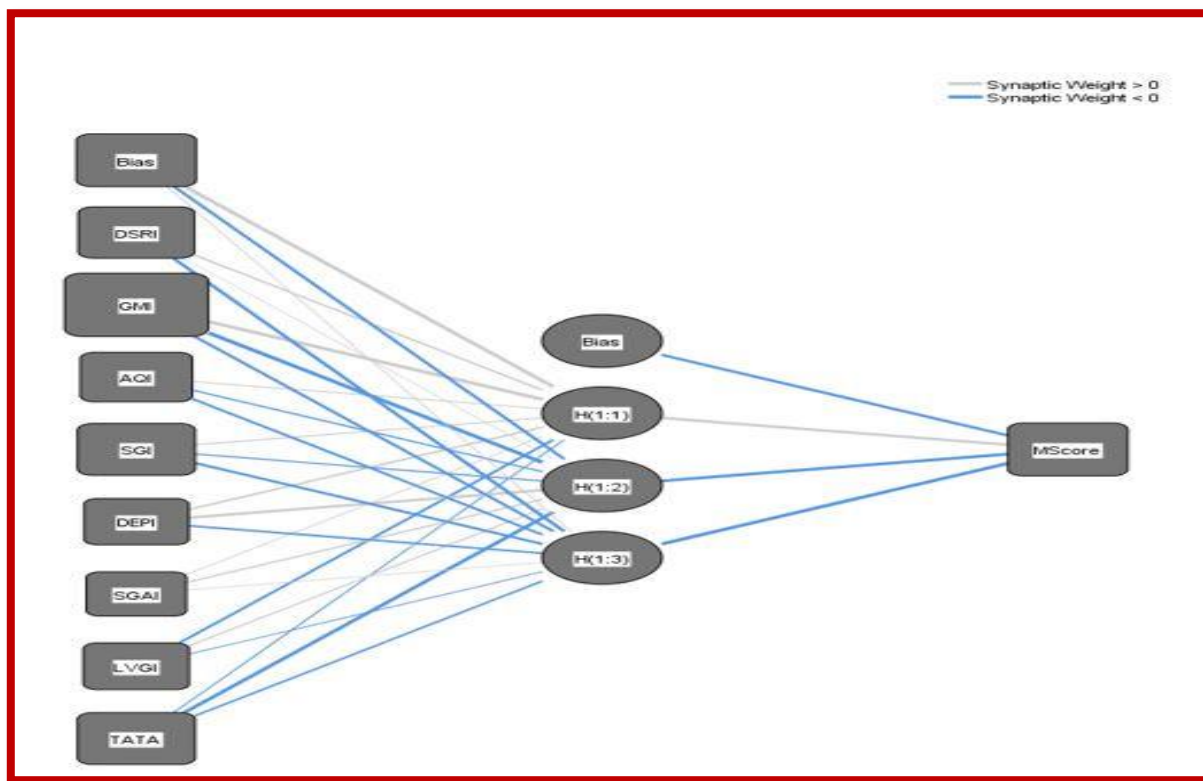 Synaptic Weight > 0
Synaptic Weight < 0
Bias
DSRI
GMI
AQI
SGI
DEPI
SGAI
LVGI
TATA
Bias
H(1:1)
H(1:2)
H(1:3)
MScore